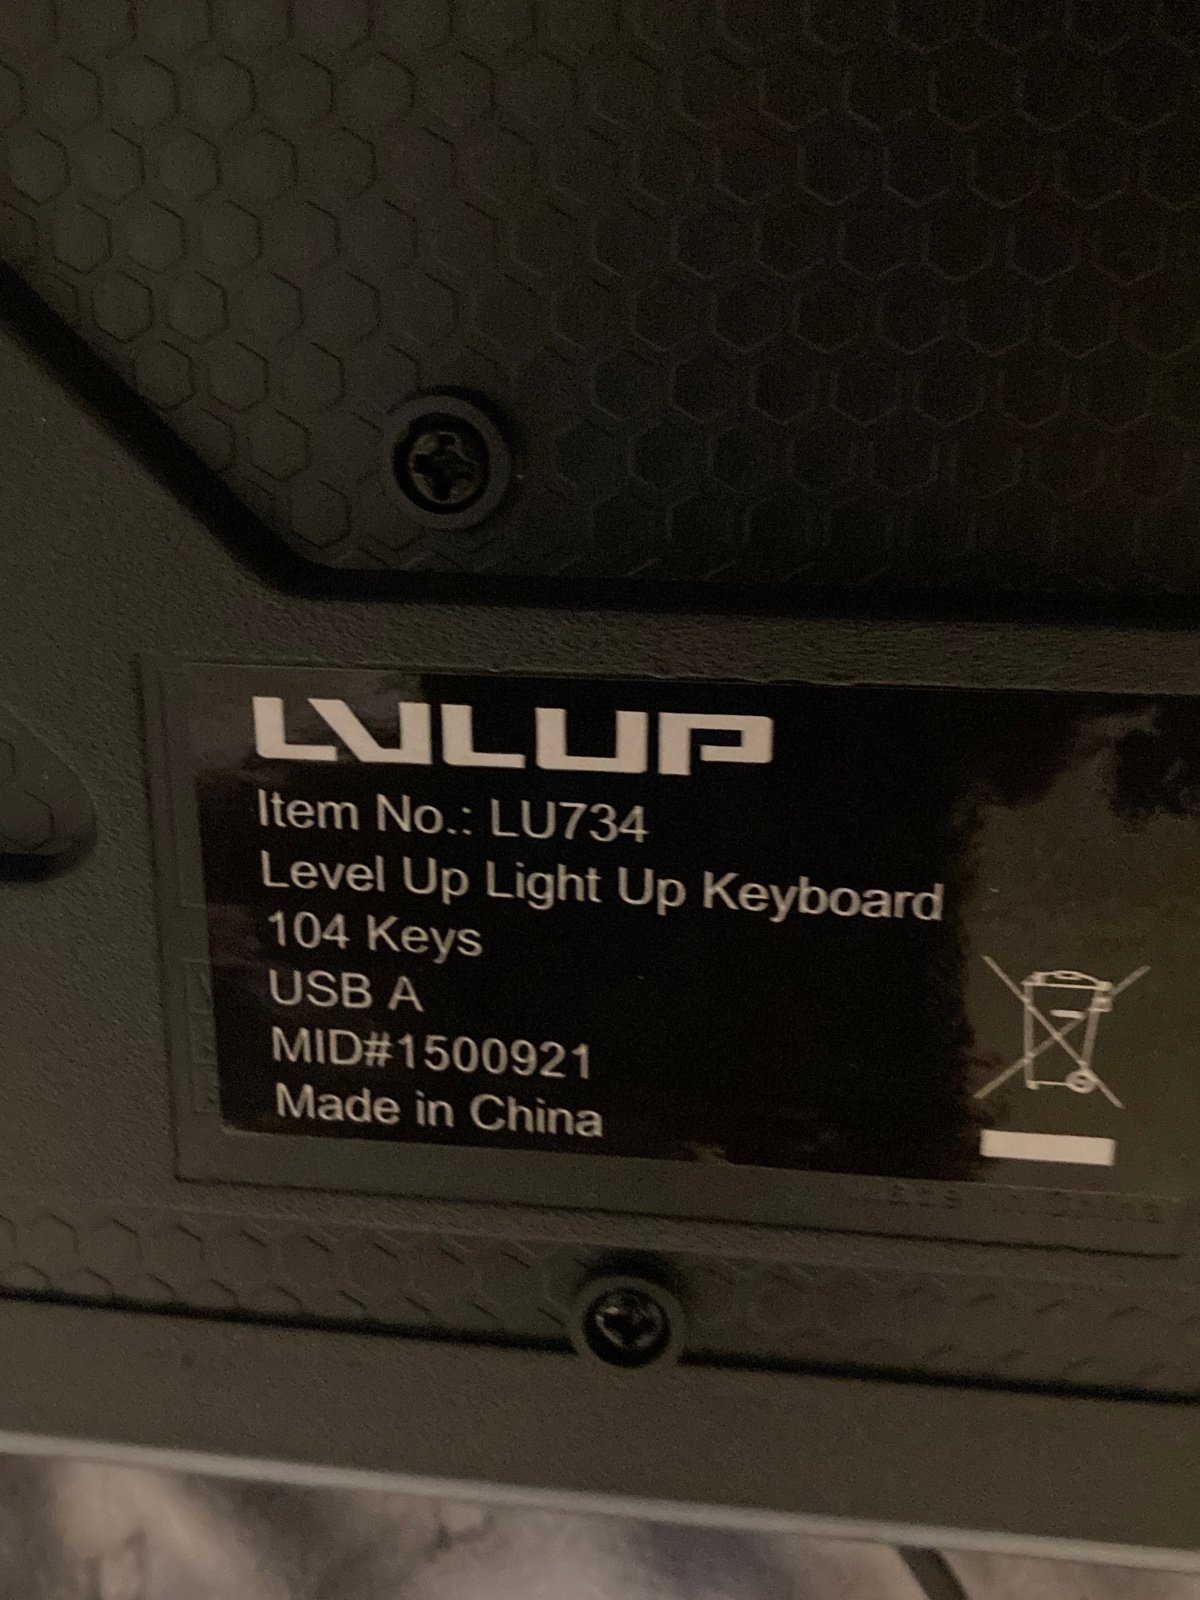 LVLUP
Item No.: LU734
Level Up Light Up Keyboard
104 Keys
USB A
MID#1500921
Made in China